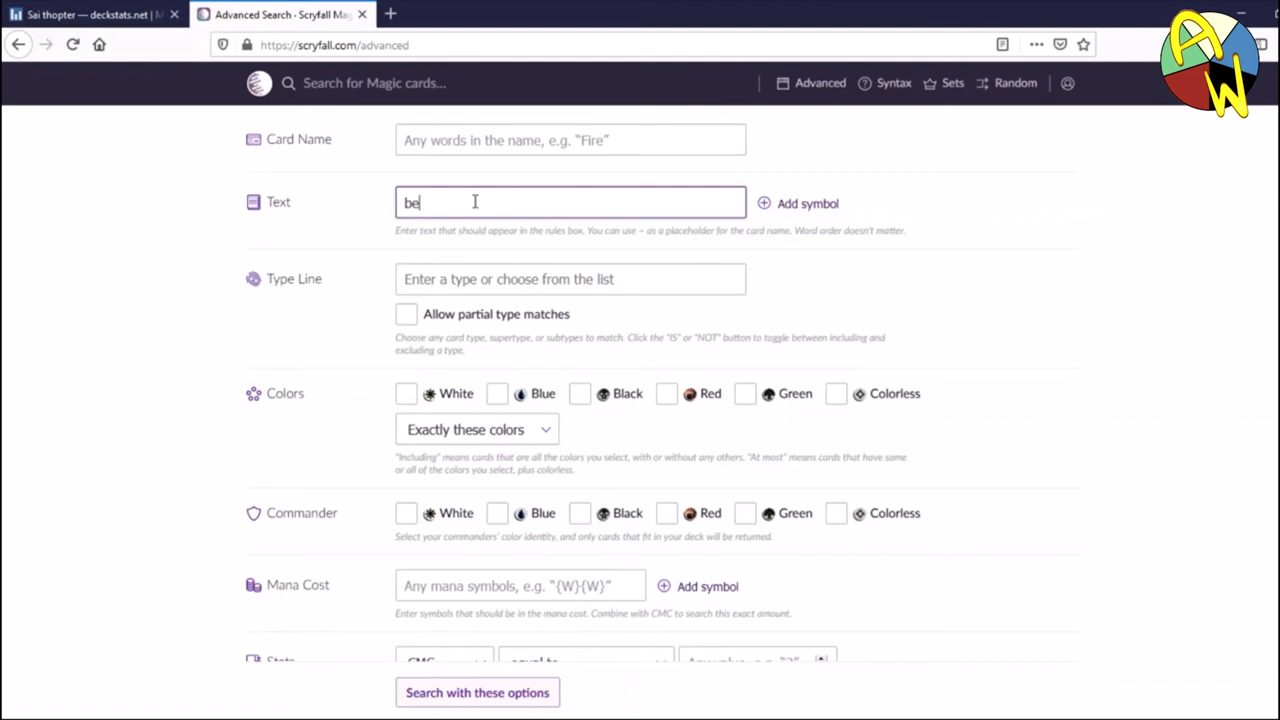 Sai thopter — deckstats.net | M
Advanced Search · Scryfall Mag
https://scryfall.com/advanced
AW
Search for Magic cards...
Advanced
Syntax
Sets
Random
Card Name
Any words in the name, e.g. “Fire”
Text
be
Add symbol
Enter text that should appear in the rules box. You can use ~ as a placeholder for the card name. Word order doesn't matter.
Type Line
Enter a type or choose from the list
Allow partial type matches
Choose any card type, supertype, or subtypes to match. Click the "IS" or "NOT" button to toggle between including and
excluding a type.
Colors
White Blue Black Red Green Colorless
Exactly these colors
"Including" means cards that are all the colors you select, with or without any others. "At most" means cards that have some
or all of the colors you select, plus colorless.
Commander
White Blue Black Red Green Colorless
Select your commanders' color identity, and only cards that fit in your deck will be returned.
Mana Cost
Any mana symbols, e.g. “{W}{W}”
Add symbol
Enter symbols that should be in the mana cost. Combine with CMC to search this exact amount.
Stats
CMC
equal to
Search with these options